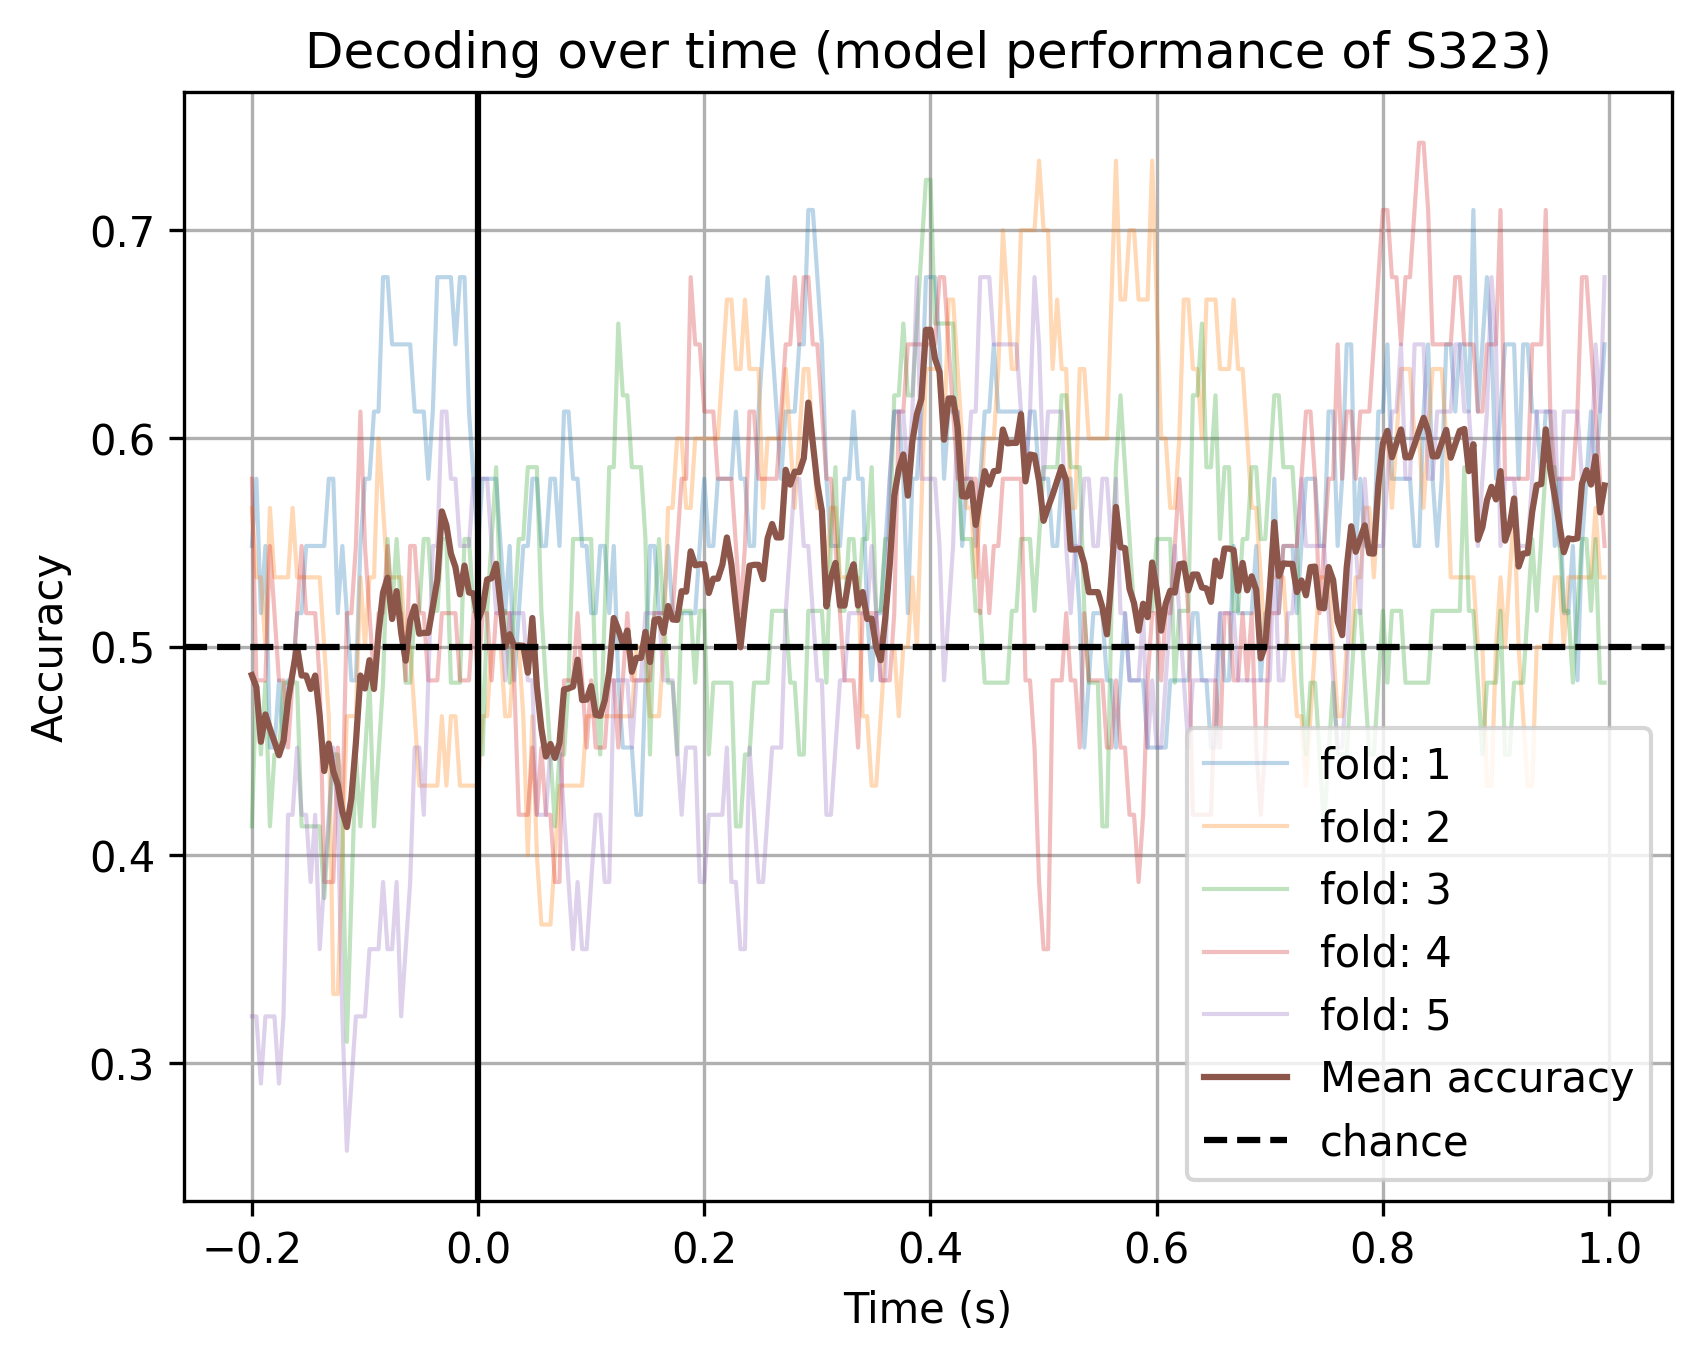 Decoding over time (model performance of S323)
Accuracy
0.7
0.6
0.5
0.4
0.3
−0.2 0.0 0.2 0.4 0.6 0.8 1.0
Time (s)
fold: 1
fold: 2
fold: 3
fold: 4
fold: 5
Mean accuracy
chance